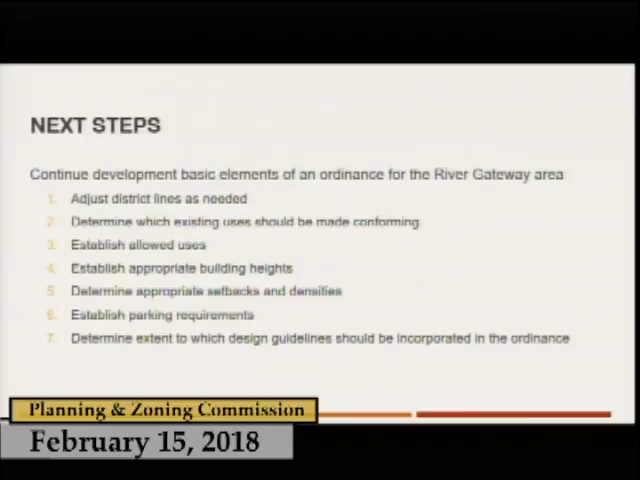 NEXT STEPS
Continue development basic elements of an ordinance for the River Gateway area
1. Adjust district lines as needed
2. Determine which existing uses should be made conforming
3. Establish allowed uses
4. Establish appropriate building heights
5. Determine appropriate setbacks and densities
6. Establish parking requirements
7. Determine extent to which design guidelines should be incorporated in the ordinance
Planning & Zoning Commission
February 15, 2018